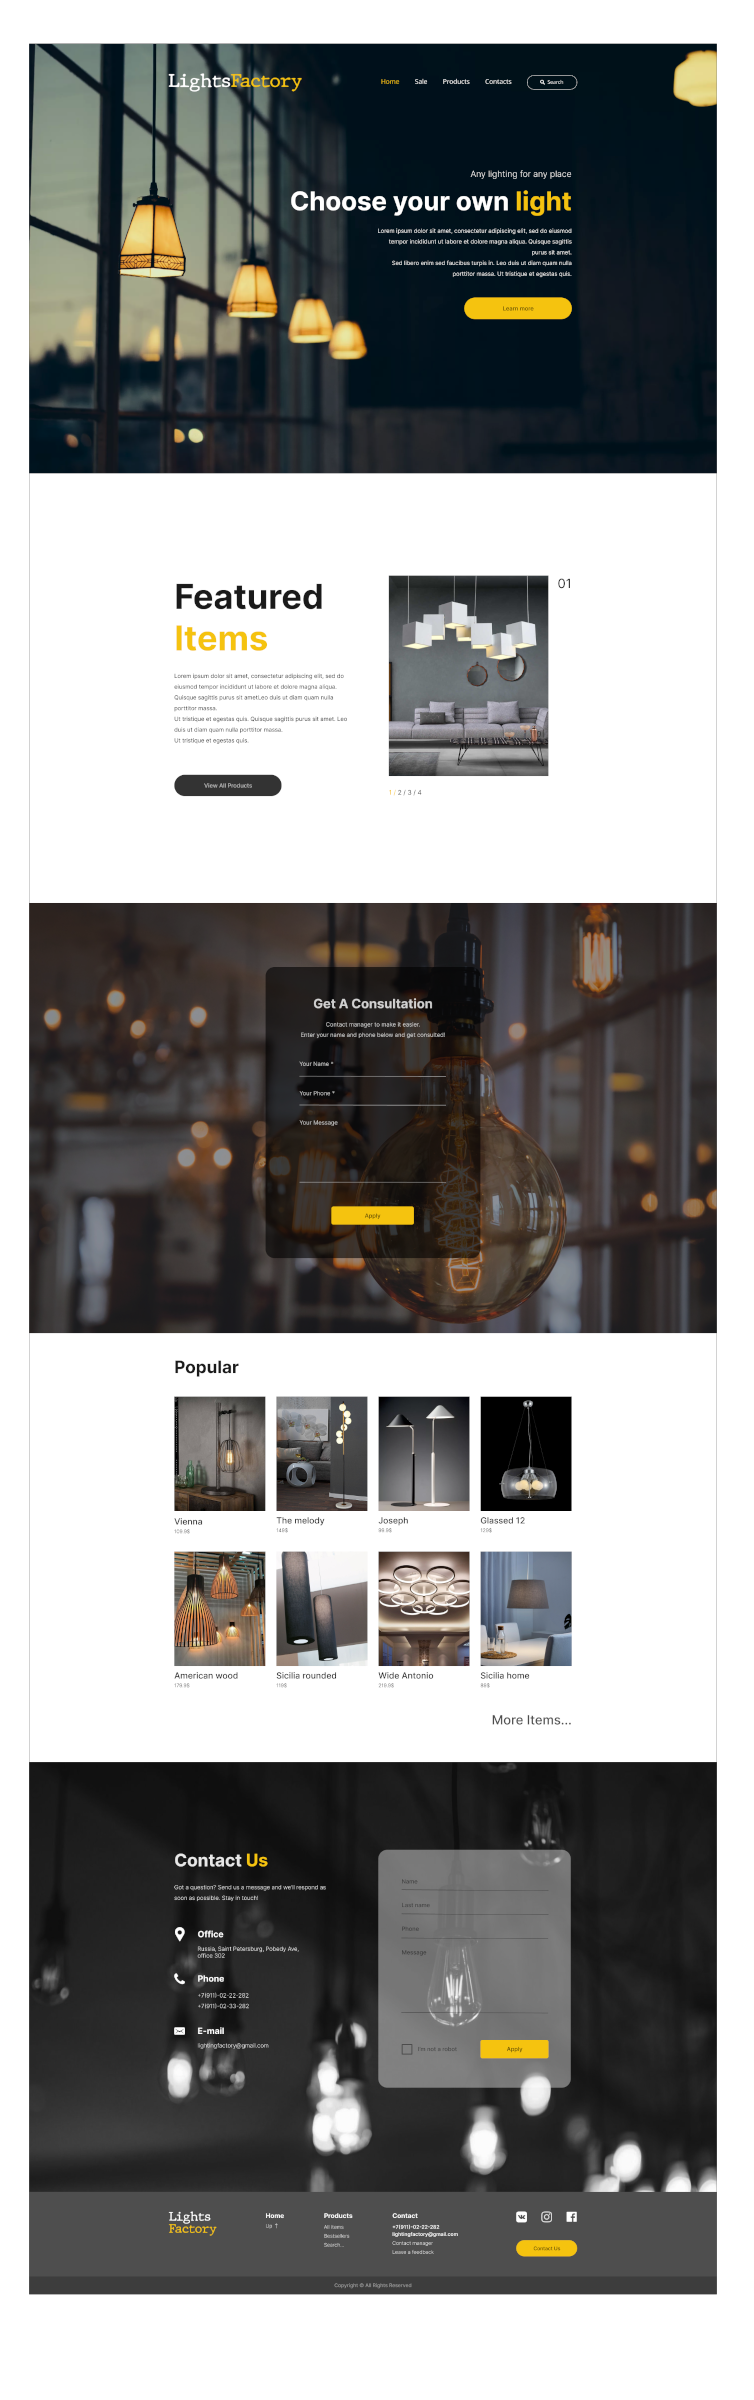 LightsFactory
Home
Sale
Products
Contacts
Search
Any lighting for any place
Choose your own light
Lorem ipsum dolor sit amet, consectetur adipiscing elit, sed do eiusmod
tempor incididunt ut labore et dolore magna aliqua. Quisque sagittis
purus sit amet.
Sed libero enim sed faucibus turpis in. Leo duis ut diam quam nulla
porttitor massa. Ut tristique et egestas quis.
Learn more
Featured
Items
Lorem ipsum dolor sit amet, consectetur adipiscing elit, sed do
eiusmod tempor incididunt ut labore et dolore magna aliqua.
Quisque sagittis purus sit ametLeo duis ut diam quam nulla
porttitor massa.
Ut tristique et egestas quis. Quisque sagittis purus sit amet. Leo
duis ut diam quam nulla porttitor massa.
Ut tristique et egestas quis.
View All Products
01
1 / 2 / 3 / 4
Get A Consultation
Contact manager to make it easier.
Enter your name and phone below and get consulted!
Your Name *
Your Phone *
Your Message
Apply
Popular
Vienna
109.9$
The melody
149$
Joseph
99.9$
Glassed 12
120$
American wood
179.9$
Sicilia rounded
119$
Wide Antonio
219.9$
Sicilia home
89$
More Items...
Contact Us
Got a question? Send us a message and we'll respond as
soon as possible. Stay in touch!
Office
Russia, Saint Petersburg, Pobedy Ave,
office 302
Phone
+7(911)-02-22-282
+7(911)-02-33-282
E-mail
lightingfactory@gmail.com
Name
Last name
Phone
Message
I'm not a robot
Apply
Lights
Factory
Home
Up ↑
Products
All items
Bestsellers
Search...
Contact
+7(911)-02-22-282
lightingfactory@gmail.com
Contact manager
Leave a feedback
Contact Us
Copyright © All Rights Reserved